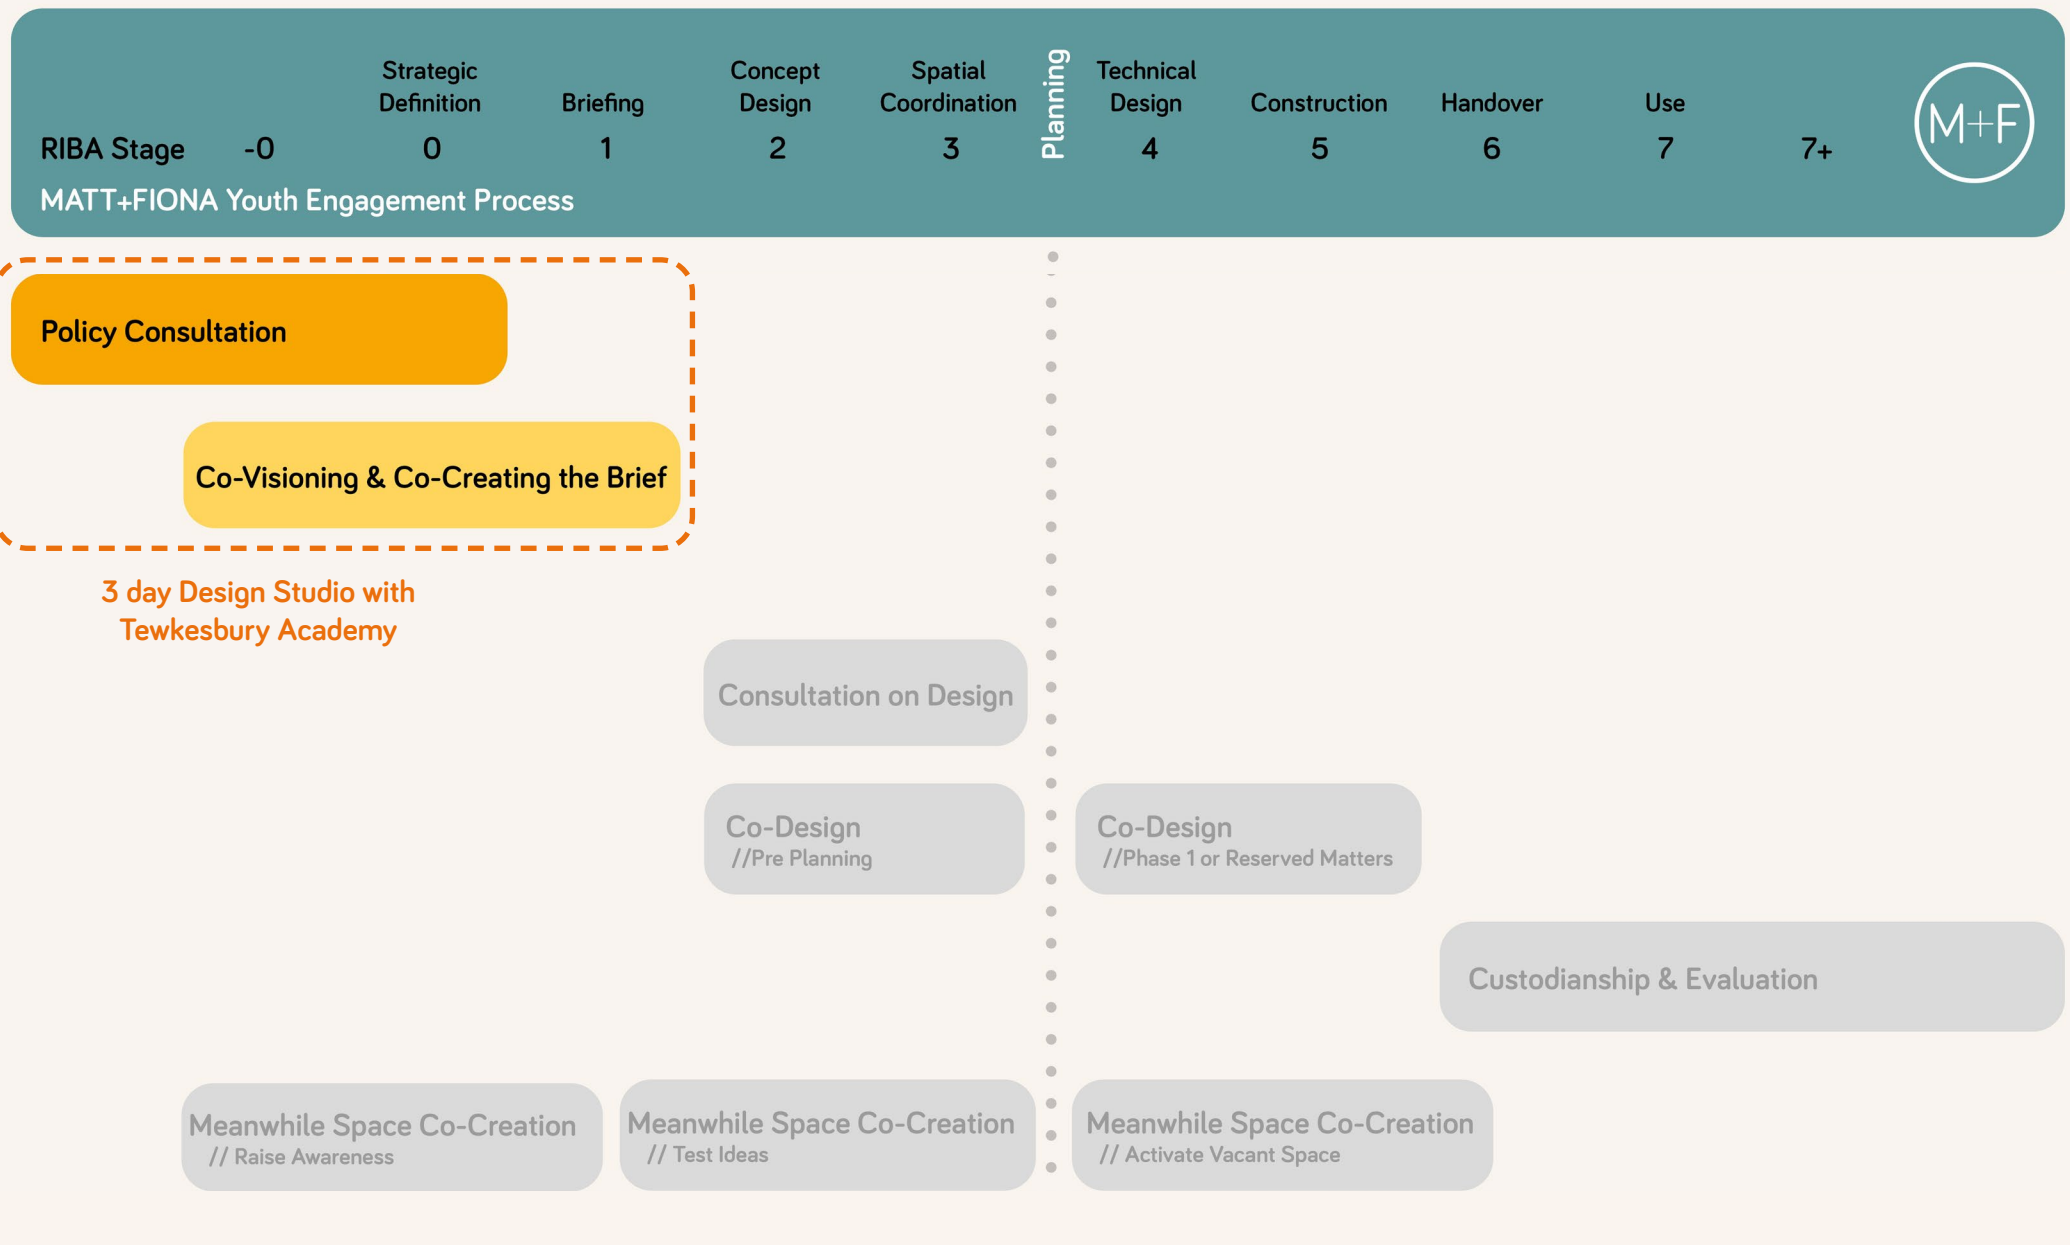 Strategic
Definition
Briefing
Concept
Design
Spatial
Coordination
Planning
Technical
Design
Construction
Handover
Use
RIBA Stage -0 0 1 2 3 4 5 6 7 7+
M+F
MATT+FIONA Youth Engagement Process
Policy Consultation
Co-Visioning & Co-Creating the Brief
3 day Design Studio with
Tewkesbury Academy
Consultation on Design
Co-Design
//Pre Planning
Co-Design
//Phase 1 or Reserved Matters
Custodianship & Evaluation
Meanwhile Space Co-Creation
// Raise Awareness
Meanwhile Space Co-Creation
// Test Ideas
Meanwhile Space Co-Creation
// Activate Vacant Space